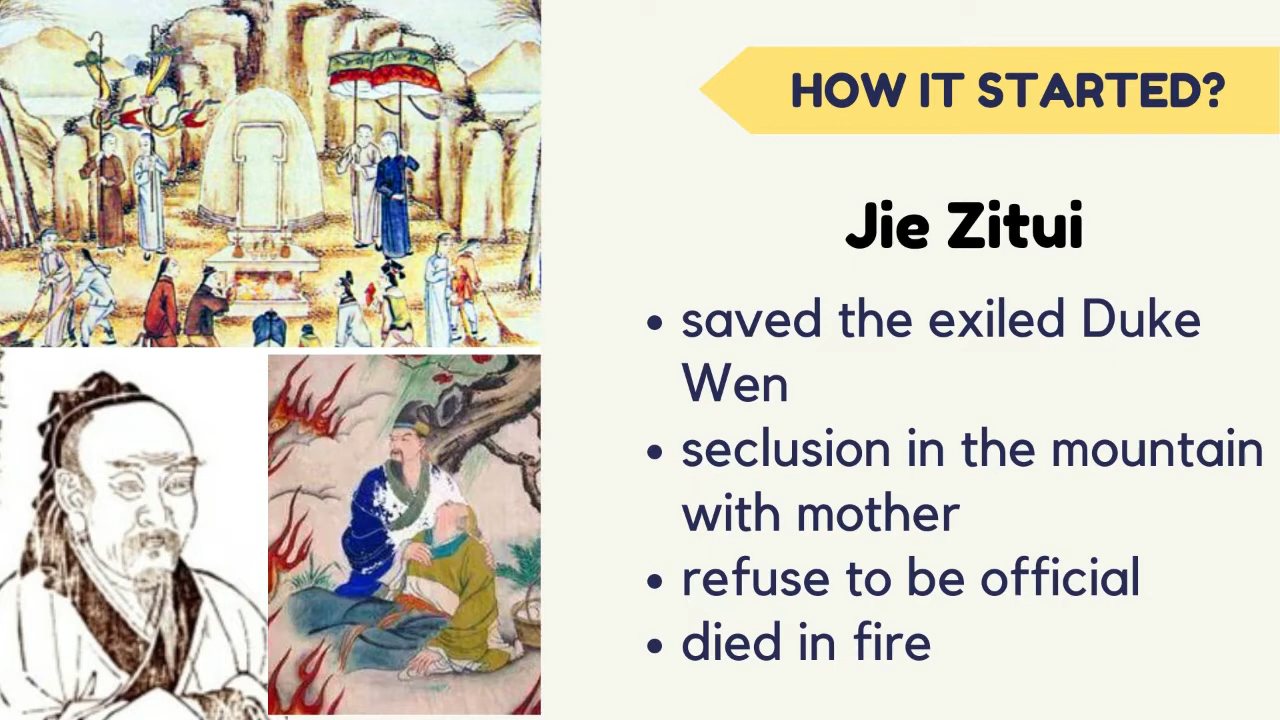 HOW IT STARTED?
Jie Zitui
• saved the exiled Duke
Wen
• seclusion in the mountain
with mother
• refuse to be official
• died in fire